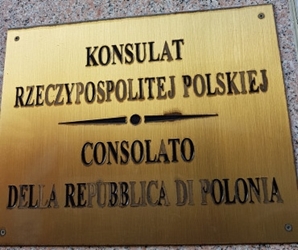 KONSULAT
RZECZYPOSPOLITEJ POLSKIEJ
CONSOLATO
DELLA REPUBBLICA DI POLONIA